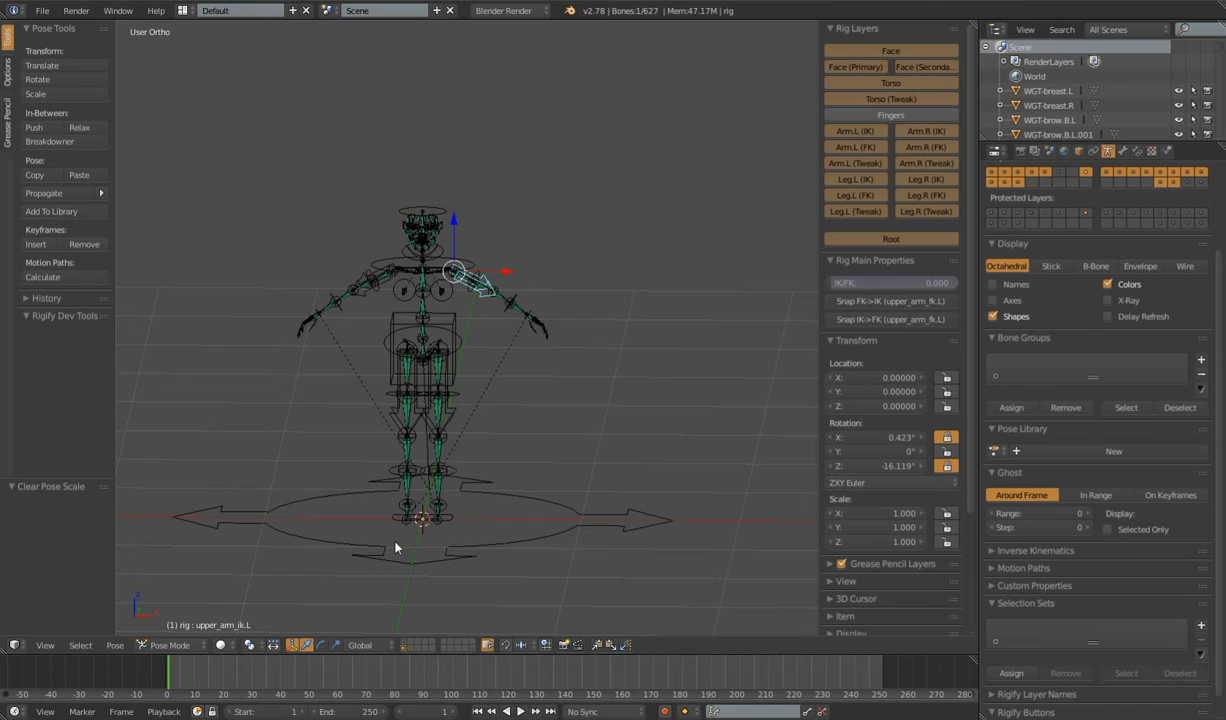 File Render Window Help Default Scene Blender Render v2.78 | Bones:1/627 | Mem:47.17M | rig
Tools
Options
Grease Pencil
Pose Tools
Transform:
Translate
Rotate
Scale
In-Between:
Push Relax
Breakdowner
Pose:
Copy Paste
Propagate
Add To Library
Keyframes:
Insert Remove
Motion Paths:
Calculate
History
Rigify Dev Tools
Clear Pose Scale
User Ortho
(1) rig : upper_arm_ik.L
Rig Layers
Face
Face (Primary) Face (Seconda...
Torso
Torso (Tweak)
Fingers
Arm.L (IK) Arm.R (IK)
Arm.L (FK) Arm.R (FK)
Arm.L (Tweak) Arm.R (Tweak)
Leg.L (IK) Leg.R (IK)
Leg.L (FK) Leg.R (FK)
Leg.L (Tweak) Leg.R (Tweak)
Root
Rig Main Properties
IK/FK: 0.000
Snap FK->IK (upper_arm_fk.L)
Snap IK->FK (upper_arm_fk.L)
Transform
Location:
X: 0.00000
Y: 0.00000
Z: 0.00000
Rotation:
X: 0.423°
Y: 0°
Z: -16.119°
ZXY Euler
Scale:
X: 1.000
Y: 1.000
Z: 1.000
Grease Pencil Layers
View
3D Cursor
Item
Display
View Search All Scenes
Scene
RenderLayers
World
WGT-breast.L
WGT-breast.R
WGT-brow.B.L
WGT-brow.B.L.001
Protected Layers:
Display
Octahedral Stick B-Bone Envelope Wire
Names Colors
Axes X-Ray
Shapes Delay Refresh
Bone Groups
Assign Remove Select Deselect
Pose Library
New
Ghost
Around Frame In Range On Keyframes
Range: 0 Display:
Step: 0 Selected Only
Inverse Kinematics
Motion Paths
Custom Properties
Selection Sets
Assign Remove Select Deselect
Rigify Layer Names
Rigify Buttons
View Select Pose Pose Mode Global
-50 -40 -30 -20 -10 0 10 20 30 40 50 60 70 80 90 100 110 120 130 140 150 160 170 180 190 200 210 220 230 240 250 260 270 280
View Marker Frame Playback Start: 1 End: 250 1 No Sync